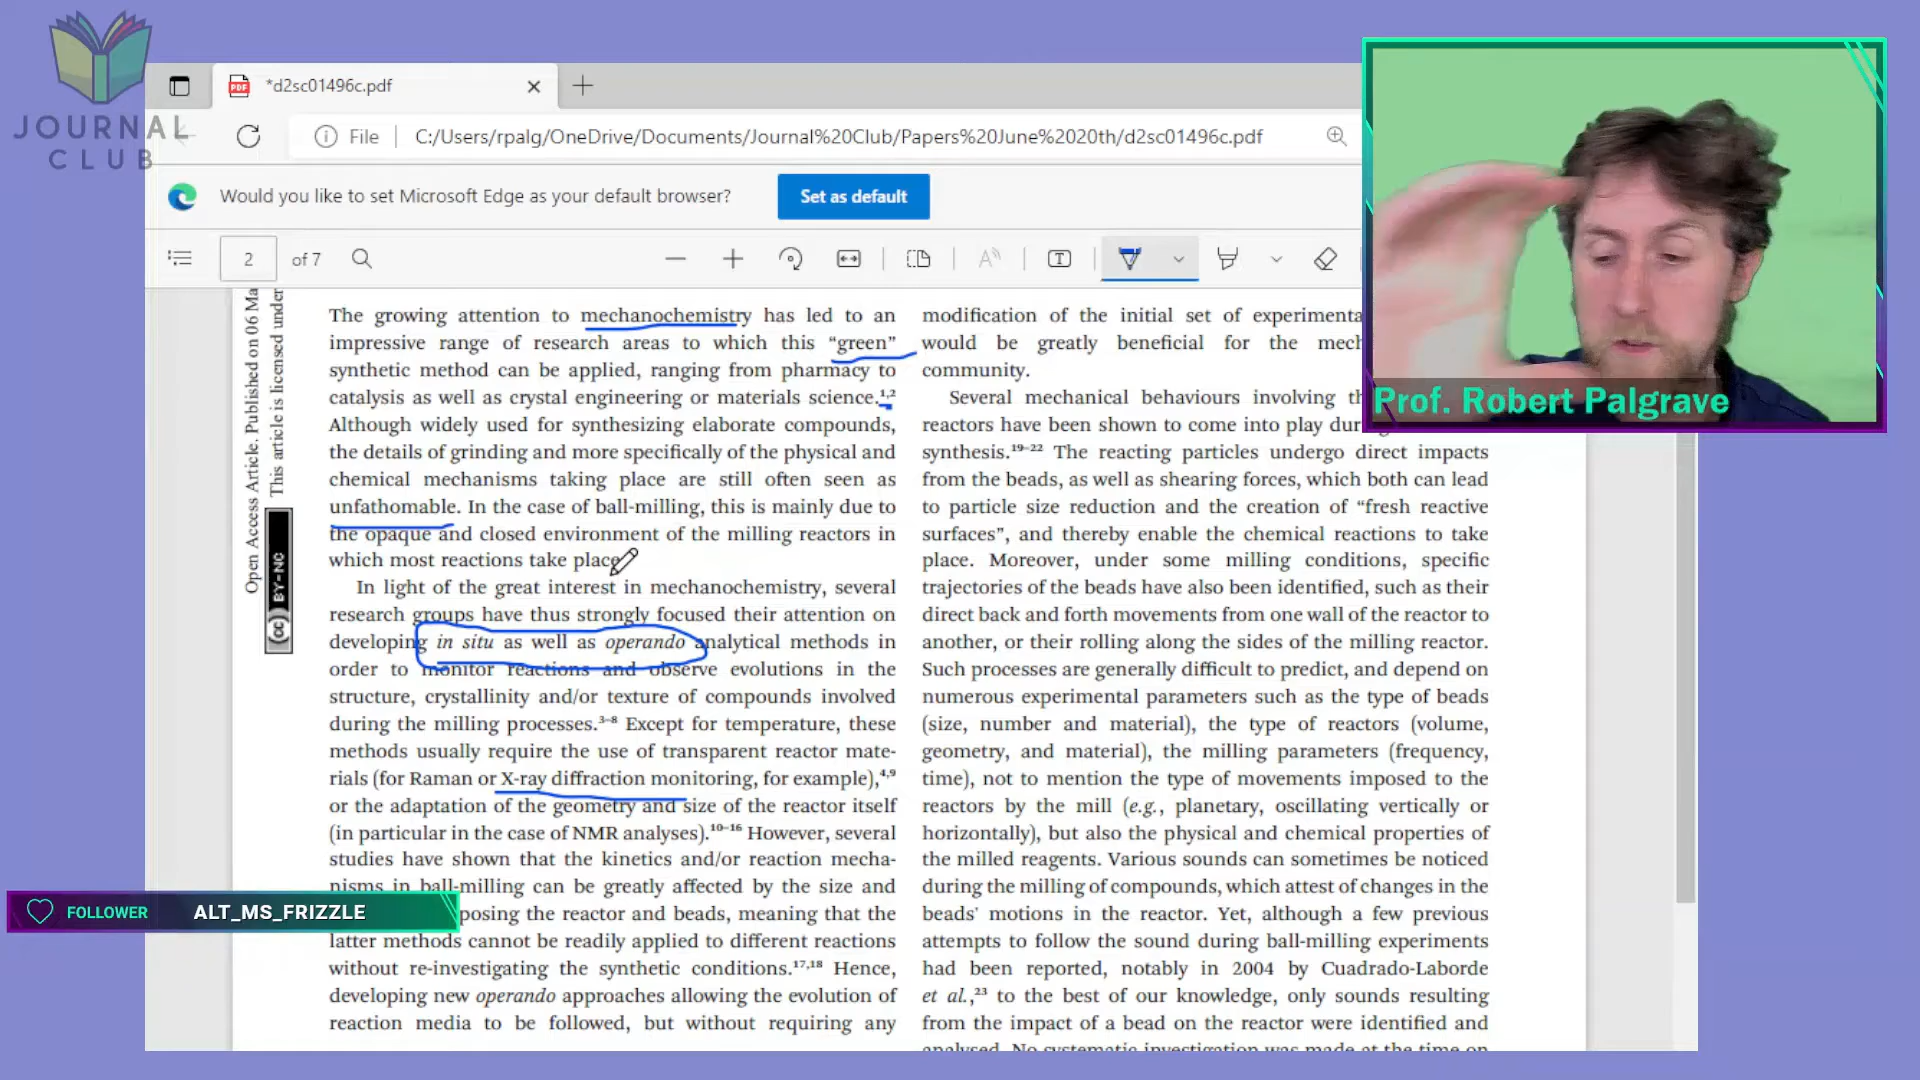 JOURNAL
CLUB
*d2sc01496c.pdf
File
C:/Users/rpalg/OneDrive/Documents/Journal%20Club/Papers%20June%2020th/d2sc01496c.pdf
Would you like to set Microsoft Edge as your default browser?
Set as default
2
of 7
Prof. Robert Palgrave
Open Access Article. Published on 06 Ma
This article is licensed under
(cc) BY-NC
The growing attention to mechanochemistry has led to an
impressive range of research areas to which this “green”
synthetic method can be applied, ranging from pharmacy to
catalysis as well as crystal engineering or materials science.1,2
Although widely used for synthesizing elaborate compounds,
the details of grinding and more specifically of the physical and
chemical mechanisms taking place are still often seen as
unfathomable. In the case of ball-milling, this is mainly due to
the opaque and closed environment of the milling reactors in
which most reactions take place
In light of the great interest in mechanochemistry, several
research groups have thus strongly focused their attention on
developing in situ as well as operando analytical methods in
order to monitor reactions and observe evolutions in the
structure, crystallinity and/or texture of compounds involved
during the milling processes.3–8 Except for temperature, these
methods usually require the use of transparent reactor mate-
rials (for Raman or X-ray diffraction monitoring, for example),4,9
or the adaptation of the geometry and size of the reactor itself
(in particular in the case of NMR analyses).10–16 However, several
studies have shown that the kinetics and/or reaction mecha-
nisms in ball-milling can be greatly affected by the size and
posing the reactor and beads, meaning that the
latter methods cannot be readily applied to different reactions
without re-investigating the synthetic conditions.17,18 Hence,
developing new operando approaches allowing the evolution of
reaction media to be followed, but without requiring any
modification of the initial set of experimenta
would be greatly beneficial for the mech
community.
Several mechanical behaviours involving th
reactors have been shown to come into play dur
synthesis.19–22 The reacting particles undergo direct impacts
from the beads, as well as shearing forces, which both can lead
to particle size reduction and the creation of “fresh reactive
surfaces”, and thereby enable the chemical reactions to take
place. Moreover, under some milling conditions, specific
trajectories of the beads have also been identified, such as their
direct back and forth movements from one wall of the reactor to
another, or their rolling along the sides of the milling reactor.
Such processes are generally difficult to predict, and depend on
numerous experimental parameters such as the type of beads
(size, number and material), the type of reactors (volume,
geometry, and material), the milling parameters (frequency,
time), not to mention the type of movements imposed to the
reactors by the mill (e.g., planetary, oscillating vertically or
horizontally), but also the physical and chemical properties of
the milled reagents. Various sounds can sometimes be noticed
during the milling of compounds, which attest of changes in the
beads' motions in the reactor. Yet, although a few previous
attempts to follow the sound during ball-milling experiments
had been reported, notably in 2004 by Cuadrado-Laborde
et al.,23 to the best of our knowledge, only sounds resulting
from the impact of a bead on the reactor were identified and
analysed. No systematic investigation was made at the time on
FOLLOWER
ALT_MS_FRIZZLE